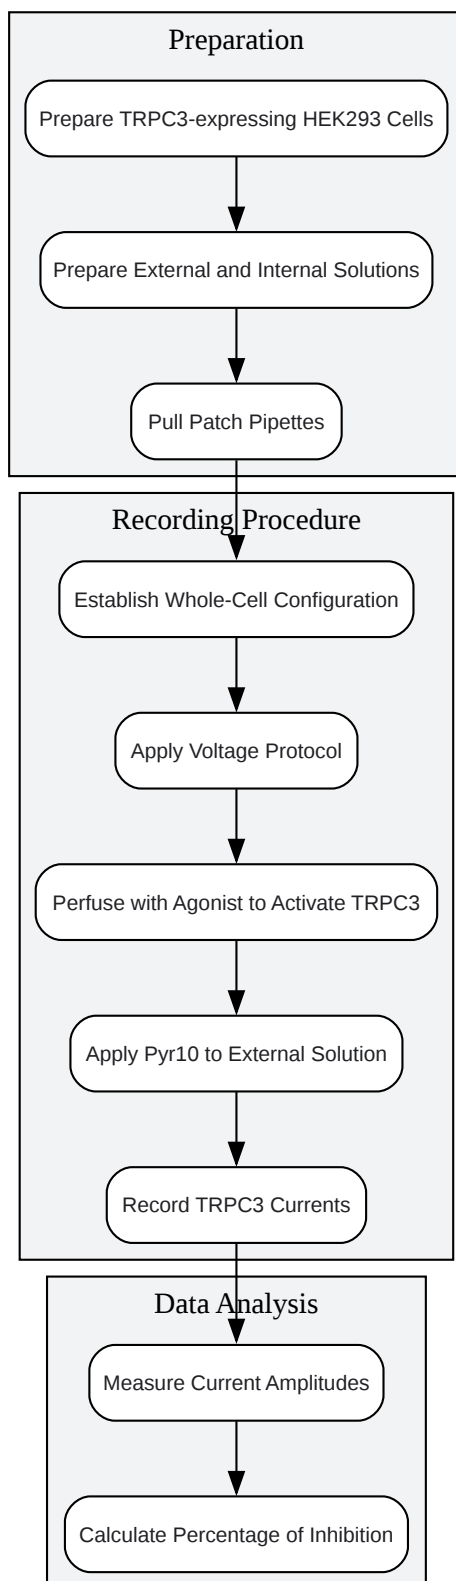 Preparation
Prepare TRPC3-expressing HEK293 Cells
Prepare External and Internal Solutions
Pull Patch Pipettes
Recording Procedure
Establish Whole-Cell Configuration
Apply Voltage Protocol
Perfuse with Agonist to Activate TRPC3
Apply Pyr10 to External Solution
Record TRPC3 Currents
Data Analysis
Measure Current Amplitudes
Calculate Percentage of Inhibition